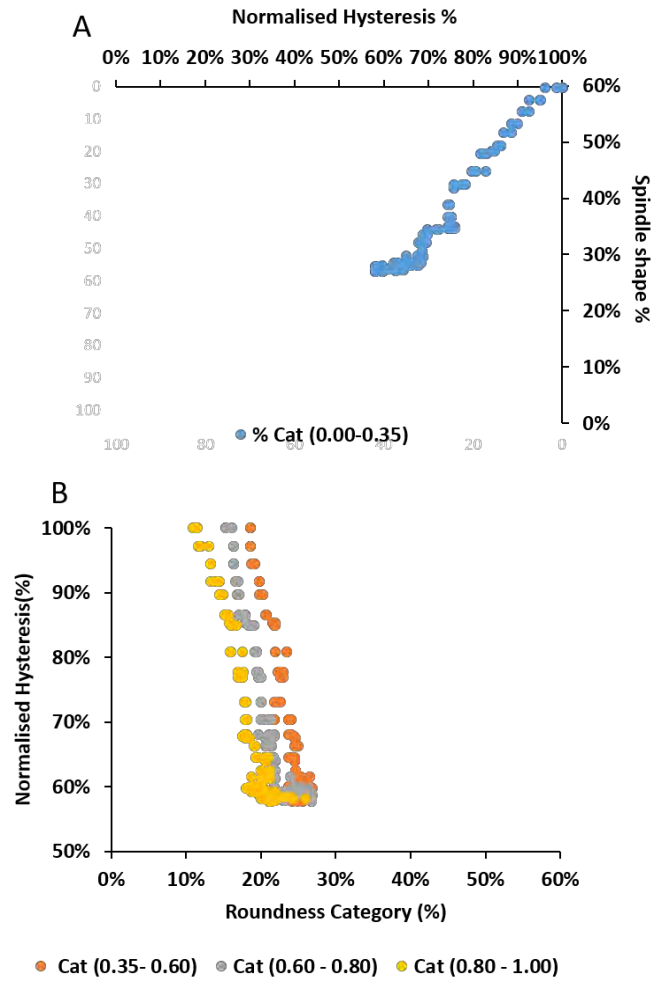 A
Normalised Hysteresis %
0% 10% 20% 30% 40% 50% 60% 70% 80% 90% 100%
0
10
20
30
40
50
60
70
80
90
100
60%
50%
40%
30%
20%
10%
0%
Spindle shape %
100 80 60 40 20 0
% Cat (0.00-0.35)
B
Normalised Hysteresis(%)
100%
90%
80%
70%
60%
50%
0% 10% 20% 30% 40% 50% 60%
Roundness Category (%)
Cat (0.35- 0.60) Cat (0.60 - 0.80) Cat (0.80 - 1.00)